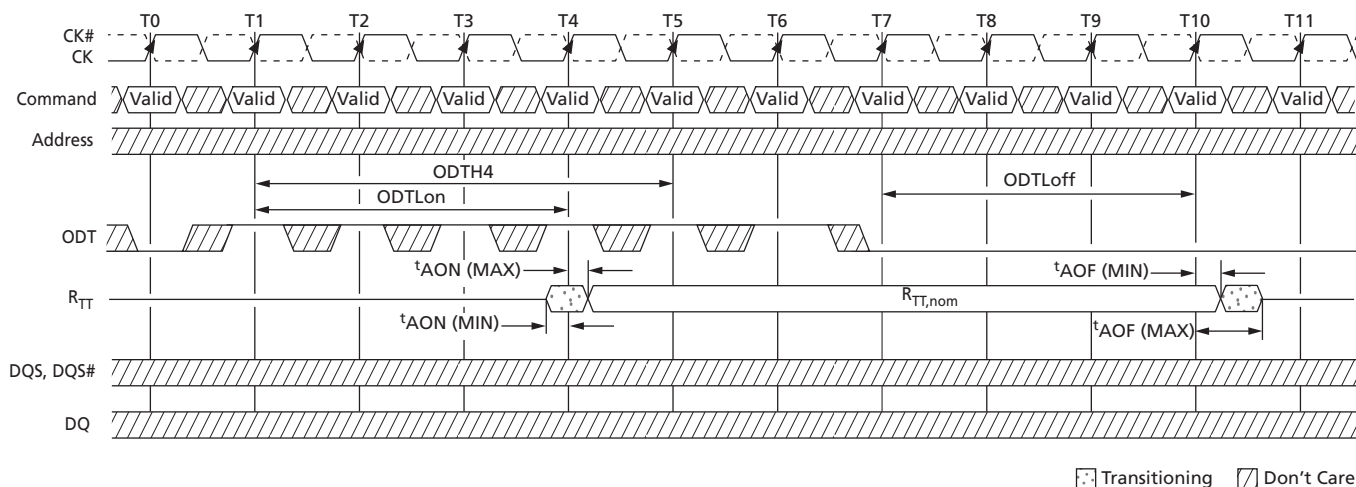 T0 T1 T2 T3 T4 T5 T6 T7 T8 T9 T10 T11
CK#
CK
Command Valid Valid Valid Valid Valid Valid Valid Valid Valid Valid Valid Valid
Address
ODTH4
ODTLoff
ODTLon
ODT
tAON (MAX) tAOF (MIN)
RTT RTT,nom
tAON (MIN) tAOF (MAX)
DQS, DQS#
DQ
Transitioning Don't Care